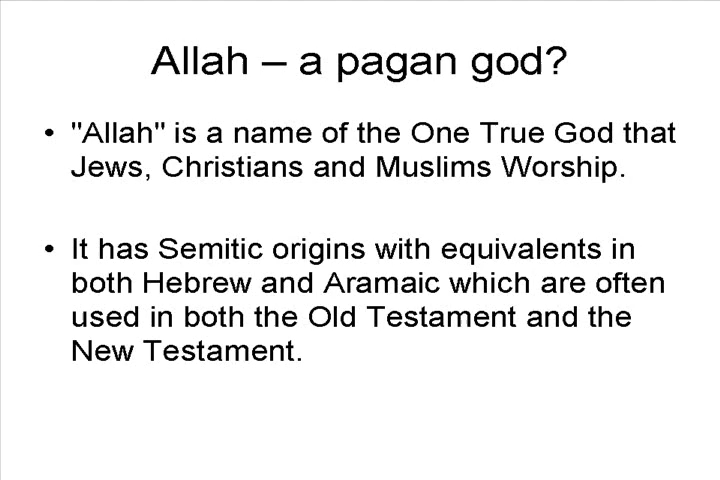 Allah – a pagan god?
• "Allah" is a name of the One True God that
Jews, Christians and Muslims Worship.
• It has Semitic origins with equivalents in
both Hebrew and Aramaic which are often
used in both the Old Testament and the
New Testament.